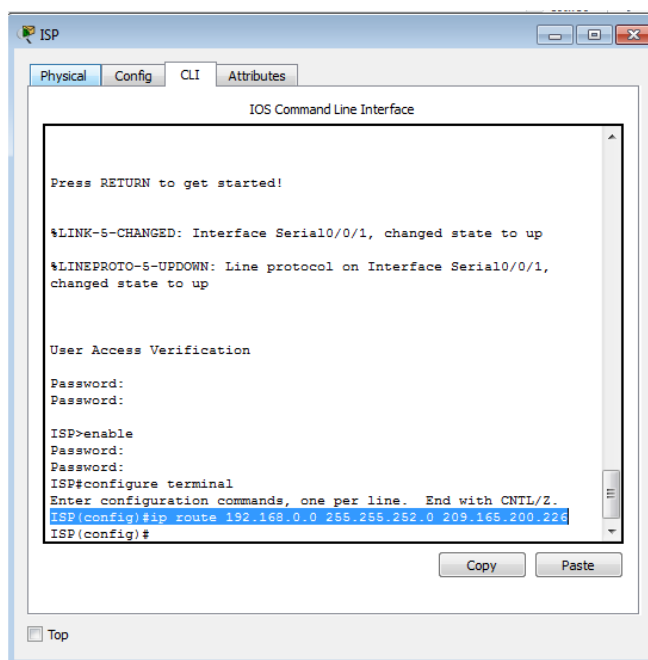 ISP
Physical Config CLI Attributes
IOS Command Line Interface
Press RETURN to get started!
%LINK-5-CHANGED: Interface Serial0/0/1, changed state to up
%LINEPROTO-5-UPDOWN: Line protocol on Interface Serial0/0/1,
changed state to up
User Access Verification
Password:
Password:
ISP>enable
Password:
Password:
ISP#configure terminal
Enter configuration commands, one per line.  End with CNTL/Z.
ISP(config)#ip route 192.168.0.0 255.255.252.0 209.165.200.226
ISP(config)#
Copy Paste
Top